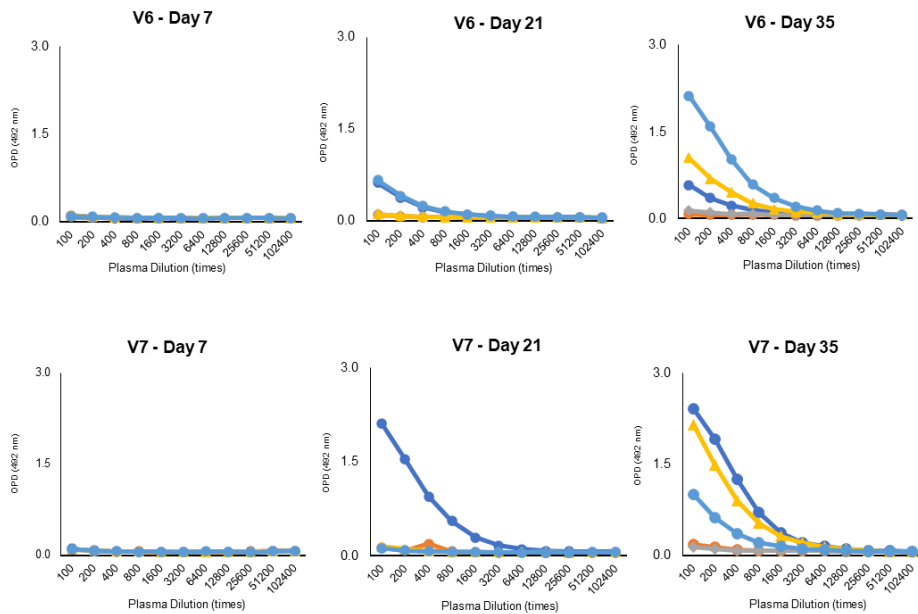 V6 - Day 7
3.0
1.5
0.0
OPD (492 nm)
100 200 400 800 1600 3200 6400 12800 25600 51200 102400
Plasma Dilution (times)
V6 - Day 21
3.0
1.5
0.0
OPD (492 nm)
100 200 400 800 1600 3200 6400 12800 25600 51200 102400
Plasma Dilution (times)
V6 - Day 35
3.0
1.5
0.0
OPD (492 nm)
100 200 400 800 1600 3200 6400 12800 25600 51200 102400
Plasma Dilution (times)
V7 - Day 7
3.0
1.5
0.0
OPD (492 nm)
100 200 400 800 1600 3200 6400 12800 25600 51200 102400
Plasma Dilution (times)
V7 - Day 21
3.0
1.5
0.0
OPD (492 nm)
100 200 400 800 1600 3200 6400 12800 25600 51200 102400
Plasma Dilution (times)
V7 - Day 35
3.0
1.5
0.0
OPD (492 nm)
100 200 400 800 1600 3200 6400 12800 25600 51200 102400
Plasma Dilution (times)